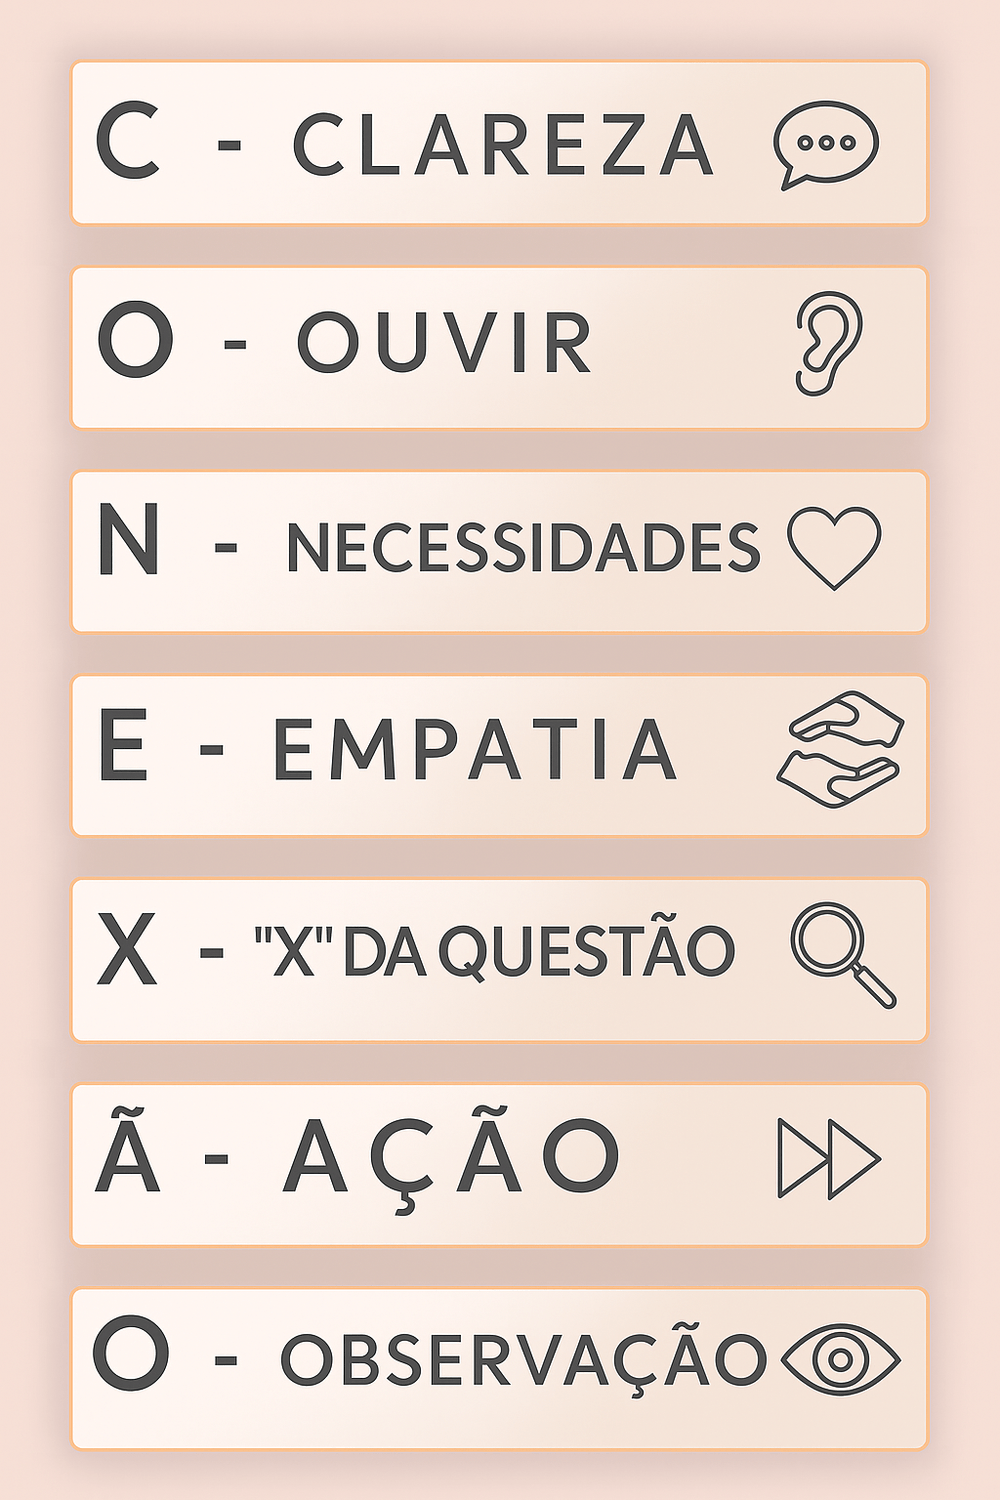 C - CLAREZA
O - OUVIR
N - NECESSIDADES
E - EMPATIA
X - "X" DA QUESTÃO
Ã - AÇÃO
O - OBSERVAÇÃO